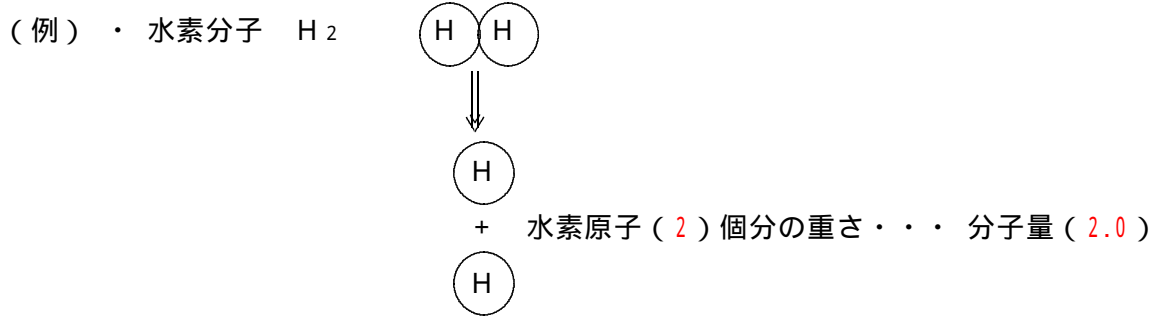 (例) ・ 水素分子 H2 H H
H
+ 水素原子(2)個分の重さ・・・ 分子量(2.0)
H